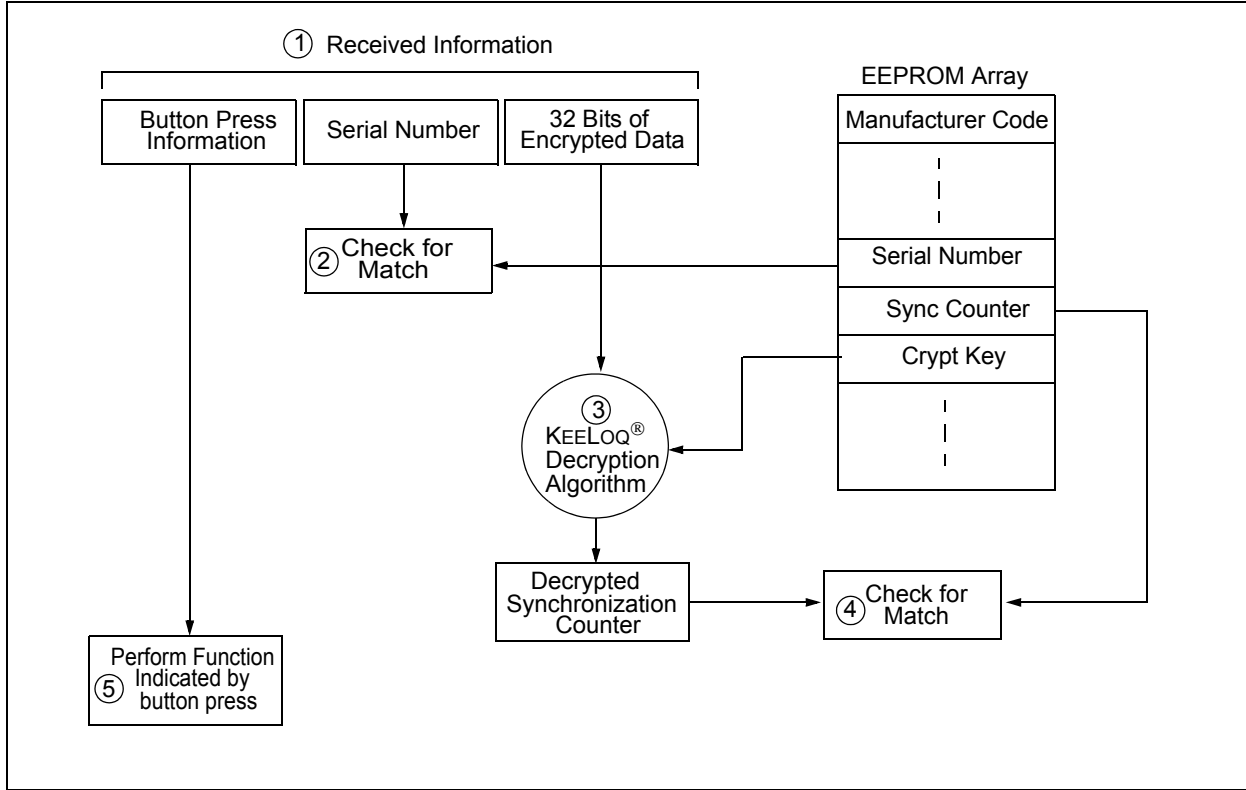 ① Received Information
EEPROM Array
Button Press
Information
Serial Number
32 Bits of
Encrypted Data
Manufacturer Code
② Check for
Match
Serial Number
Sync Counter
Crypt Key
③
KEELOQ®
Decryption
Algorithm
Decrypted
Synchronization
Counter
④ Check for
Match
Perform Function
⑤ Indicated by
button press